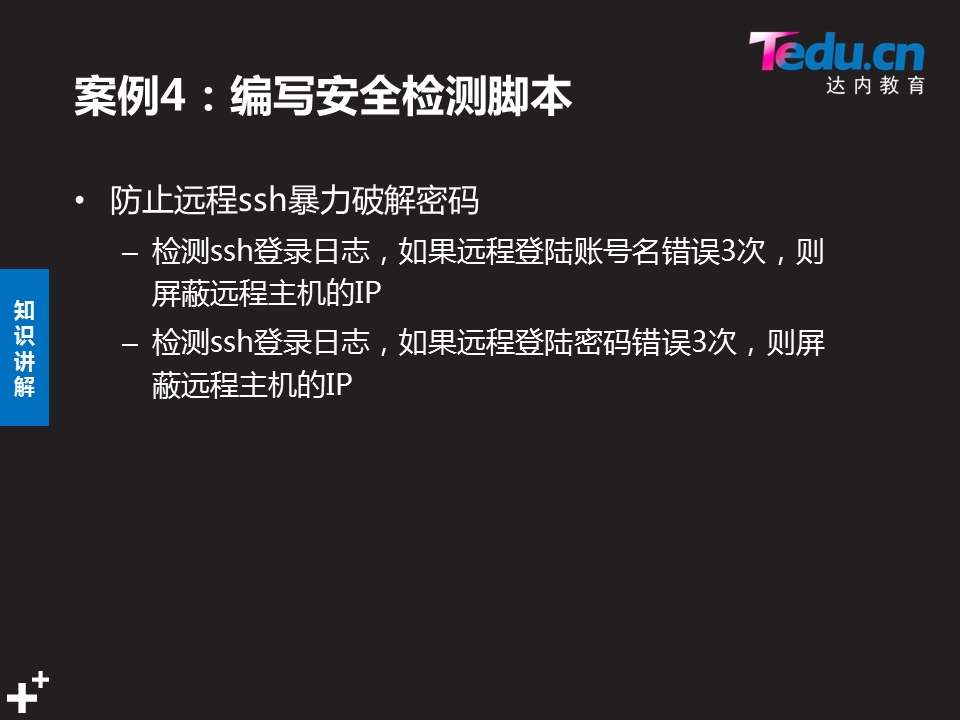 Tedu.cn
达内教育
案例4：编写安全检测脚本
• 防止远程ssh暴力破解密码
– 检测ssh登录日志，如果远程登陆账号名错误3次，则
屏蔽远程主机的IP
– 检测ssh登录日志，如果远程登陆密码错误3次，则屏
蔽远程主机的IP
知
识
讲
解